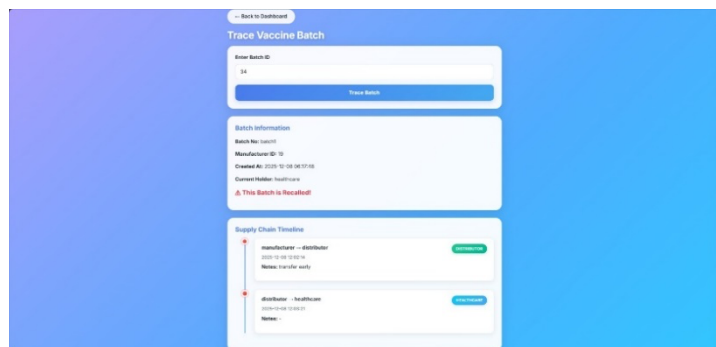 ← Back to Dashboard
Trace Vaccine Batch
Enter Batch ID
34
Trace Batch
Batch Information
Batch No: batch1
Manufacturer ID: 18
Created At: 2025-12-08 06:57:58
Current Holder: healthcare
⚠ This Batch is Recalled!
Supply Chain Timeline
manufacturer → distributor
DISTRIBUTOR
Notes: transfer early
distributor → healthcare
HEALTHCARE
Notes: -